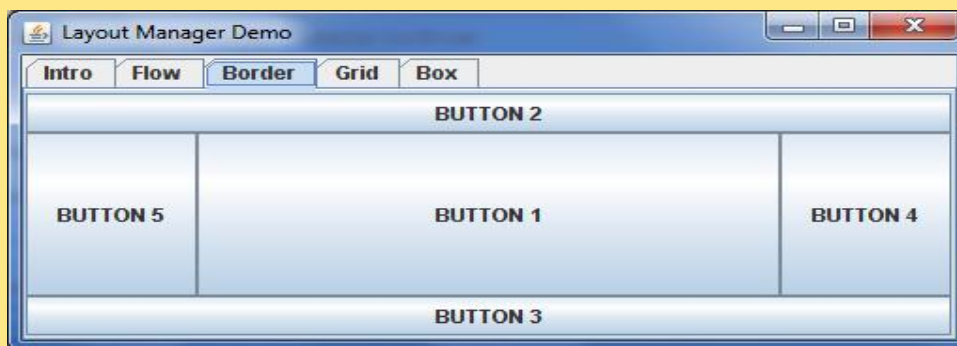 Layout Manager Demo
Intro Flow Border Grid Box
BUTTON 2
BUTTON 5 BUTTON 1 BUTTON 4
BUTTON 3